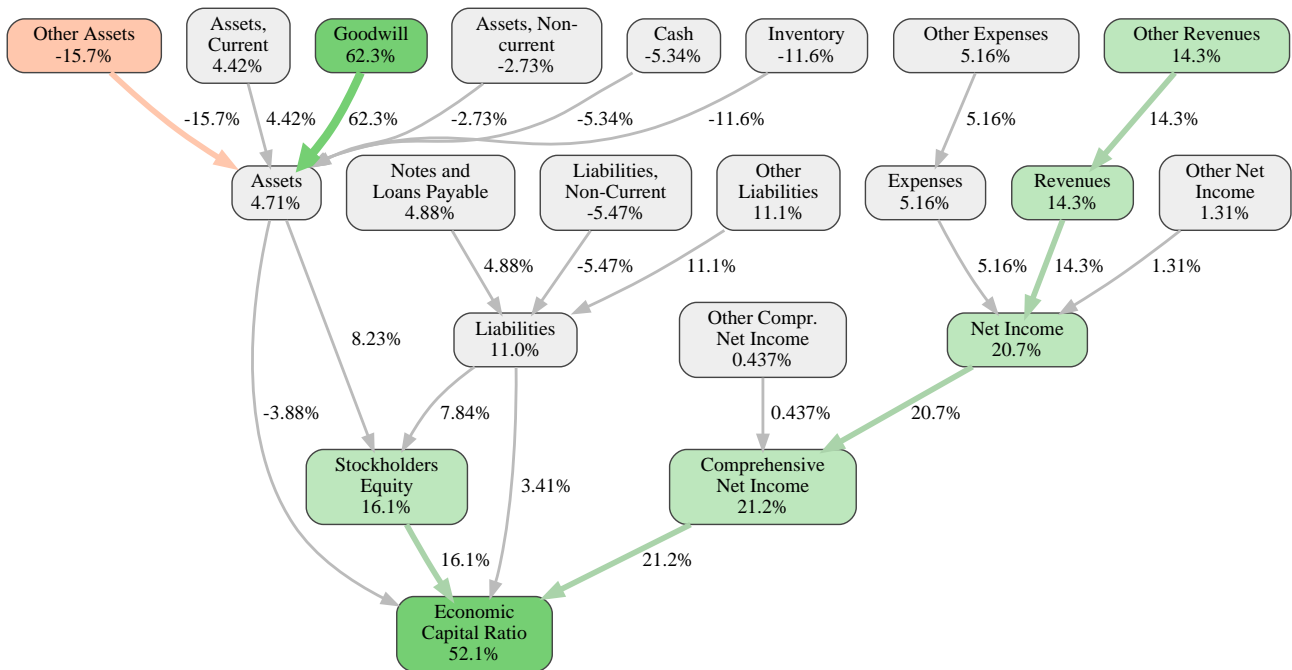 Other Assets
-15.7%
Assets,
Current
4.42%
Goodwill
62.3%
Assets, Non-
current
-2.73%
Cash
-5.34%
Inventory
-11.6%
Other Expenses
5.16%
Other Revenues
14.3%
-15.7%
4.42%
62.3%
-2.73%
-5.34%
-11.6%
5.16%
14.3%
Assets
4.71%
Notes and
Loans Payable
4.88%
Liabilities,
Non-Current
-5.47%
Other
Liabilities
11.1%
Expenses
5.16%
Revenues
14.3%
Other Net
Income
1.31%
4.88%
-5.47%
11.1%
5.16%
14.3%
1.31%
8.23%
Liabilities
11.0%
Other Compr.
Net Income
0.437%
Net Income
20.7%
-3.88%
7.84%
0.437%
20.7%
Stockholders
Equity
16.1%
3.41%
Comprehensive
Net Income
21.2%
16.1%
21.2%
Economic
Capital Ratio
52.1%